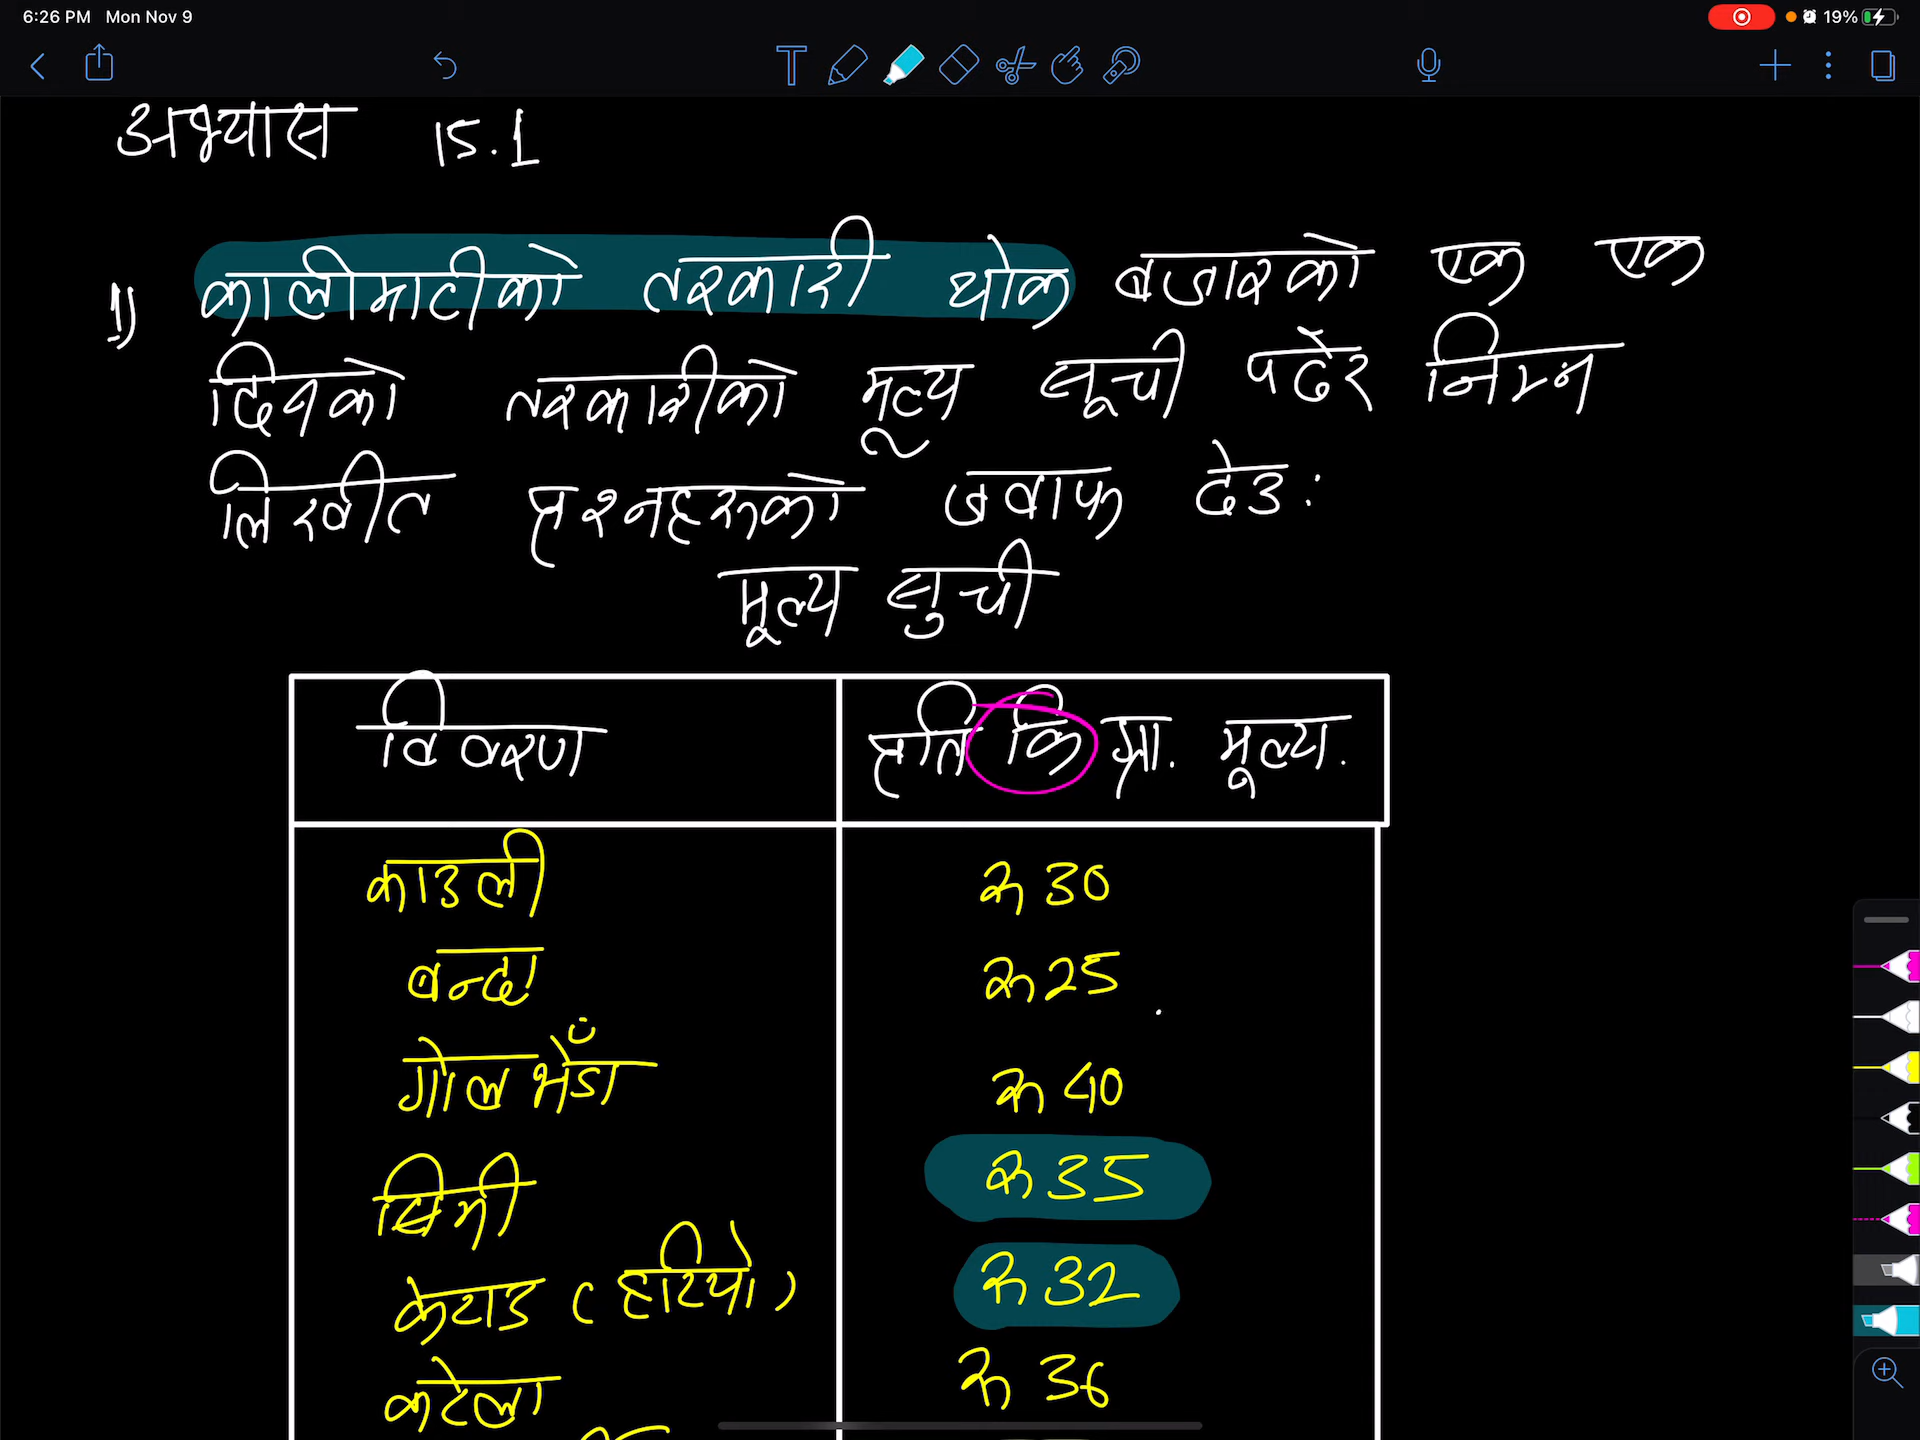 6:26 PM Mon Nov 9
19%
अभ्यास 15.1
1) कालीमाटीको तरकारी थोक बजारको एक एक
दिनको तरकारीको मूल्य सूची पढेर निम्न
लिखीत प्रश्नहरुको जवाफ देउ :
मूल्य सुची
विवरण प्रति कि ग्रा. मूल्य.
काउली रु 30
बन्दा रु 25
गोलभेँडा रु 40
सिमी रु 35
केराउ (हरियो) रु 32
करेला रु 36